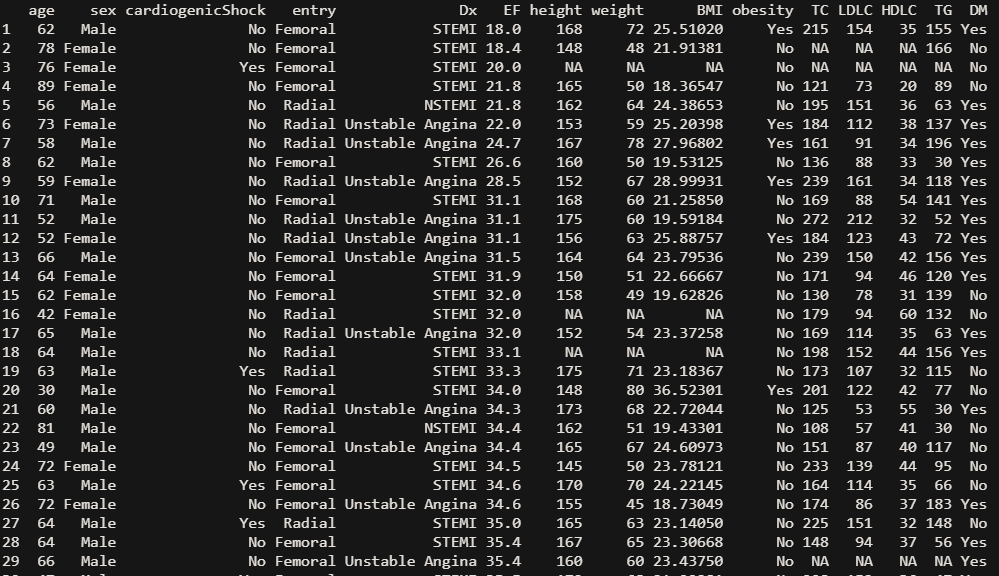 age sex cardiogenicShock entry Dx EF height weight BMI obesity TC LDLC HDLC TG DM
1 62 Male No Femoral STEMI 18.0 168 72 25.51020 Yes 215 154 35 155 Yes
2 78 Female No Femoral STEMI 18.4 148 48 21.91381 No NA NA NA 166 No
3 76 Female Yes Femoral STEMI 20.0 NA NA NA No NA NA NA NA No
4 89 Female No Femoral STEMI 21.8 165 50 18.36547 No 121 73 20 89 No
5 56 Male No Radial NSTEMI 21.8 162 64 24.38653 No 195 151 36 63 Yes
6 73 Female No Radial Unstable Angina 22.0 153 59 25.20398 Yes 184 112 38 137 Yes
7 58 Male No Radial Unstable Angina 24.7 167 78 27.96802 Yes 161 91 34 196 Yes
8 62 Male No Femoral STEMI 26.6 160 50 19.53125 No 136 88 33 30 Yes
9 59 Female No Radial Unstable Angina 28.5 152 67 28.99931 Yes 239 161 34 118 Yes
10 71 Male No Femoral STEMI 31.1 168 60 21.25850 No 169 88 54 141 Yes
11 52 Male No Radial Unstable Angina 31.1 175 60 19.59184 No 272 212 32 52 Yes
12 52 Female No Radial Unstable Angina 31.1 156 63 25.88757 Yes 184 123 43 72 Yes
13 66 Male No Femoral Unstable Angina 31.5 164 64 23.79536 No 239 150 42 156 Yes
14 64 Female No Femoral STEMI 31.9 150 51 22.66667 No 171 94 46 120 Yes
15 62 Female No Femoral STEMI 32.0 158 49 19.62826 No 130 78 31 139 No
16 42 Female No Radial STEMI 32.0 NA NA NA No 179 94 60 132 No
17 65 Male No Radial Unstable Angina 32.0 152 54 23.37258 No 169 114 35 63 Yes
18 64 Male No Radial STEMI 33.1 NA NA NA No 198 152 44 156 Yes
19 63 Male Yes Radial STEMI 33.3 175 71 23.18367 No 173 107 32 115 No
20 30 Male No Femoral STEMI 34.0 148 80 36.52301 Yes 201 122 42 77 No
21 60 Male No Radial Unstable Angina 34.3 173 68 22.72044 No 125 53 55 30 Yes
22 81 Male No Femoral NSTEMI 34.4 162 51 19.43301 No 108 57 41 30 No
23 49 Male No Femoral Unstable Angina 34.4 165 67 24.60973 No 151 87 40 117 No
24 72 Female No Femoral STEMI 34.5 145 50 23.78121 No 233 139 44 95 No
25 63 Male Yes Femoral STEMI 34.6 170 70 24.22145 No 164 114 35 66 No
26 72 Female No Femoral Unstable Angina 34.6 155 45 18.73049 No 174 86 37 183 Yes
27 64 Male Yes Radial STEMI 35.0 165 63 23.14050 No 225 151 32 148 No
28 64 Male No Femoral STEMI 35.4 167 65 23.30668 No 148 94 37 56 Yes
29 66 Male No Femoral Unstable Angina 35.4 160 60 23.43750 No NA NA NA NA Yes